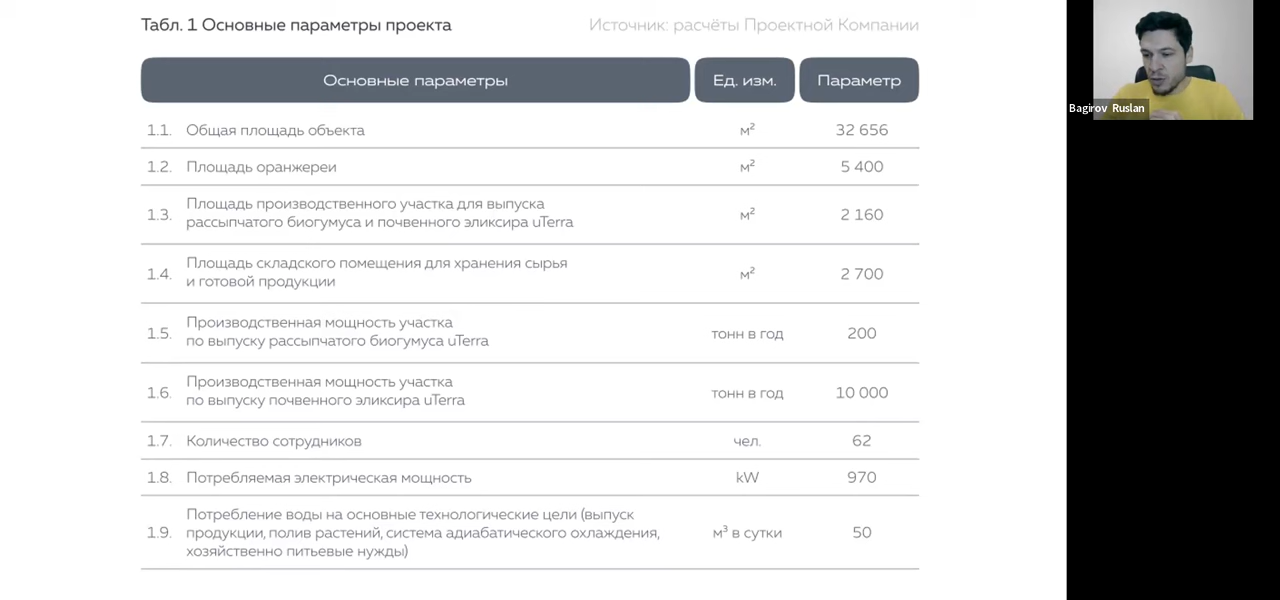 Табл. 1 Основные параметры проекта
Источник: расчёты Проектной Компании
Основные параметры Ед. изм. Параметр
1.1. Общая площадь объекта м² 32 656
1.2. Площадь оранжереи м² 5 400
1.3. Площадь производственного участка для выпуска
рассыпчатого биогумуса и почвенного эликсира uTerra м² 2 160
1.4. Площадь складского помещения для хранения сырья
и готовой продукции м² 2 700
1.5. Производственная мощность участка
по выпуску рассыпчатого биогумуса uTerra тонн в год 200
1.6. Производственная мощность участка
по выпуску почвенного эликсира uTerra тонн в год 10 000
1.7. Количество сотрудников чел. 62
1.8. Потребляемая электрическая мощность kW 970
1.9. Потребление воды на основные технологические цели (выпуск
продукции, полив растений, система адиабатического охлаждения,
хозяйственно питьевые нужды) м³ в сутки 50
Bagirov Ruslan